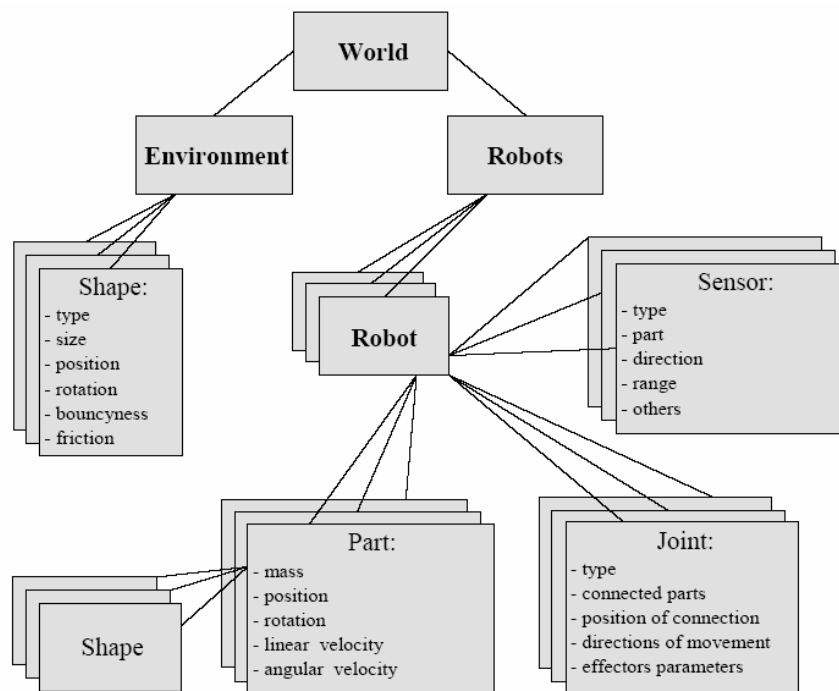 World
Environment
Robots
Shape:
- type
- size
- position
- rotation
- bouncyness
- friction
Robot
Sensor:
- type
- part
- direction
- range
- others
Part:
- mass
- position
- rotation
- linear velocity
- angular velocity
Joint:
- type
- connected parts
- position of connection
- directions of movement
- effectors parameters
Shape